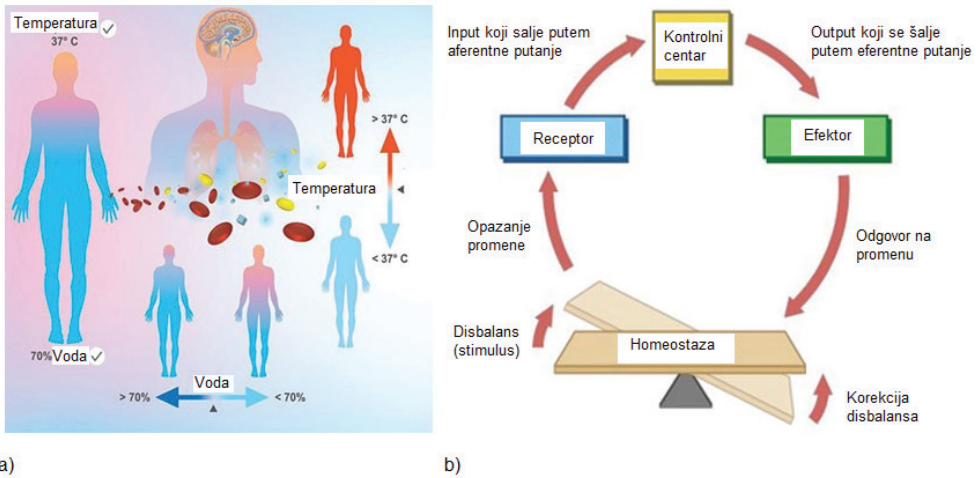 Temperatura
37° C
> 37° C
Temperatura
< 37° C
70% Voda
Voda
> 70%
< 70%
a)
Input koji salje putem
aferentne putanje
Kontrolni
centar
Output koji se šalje
putem eferentne putanje
Receptor
Efektor
Opazanje
promene
Odgovor na
promenu
Disbalans
(stimulus)
Homeostaza
Korekcija
disbalansa
b)